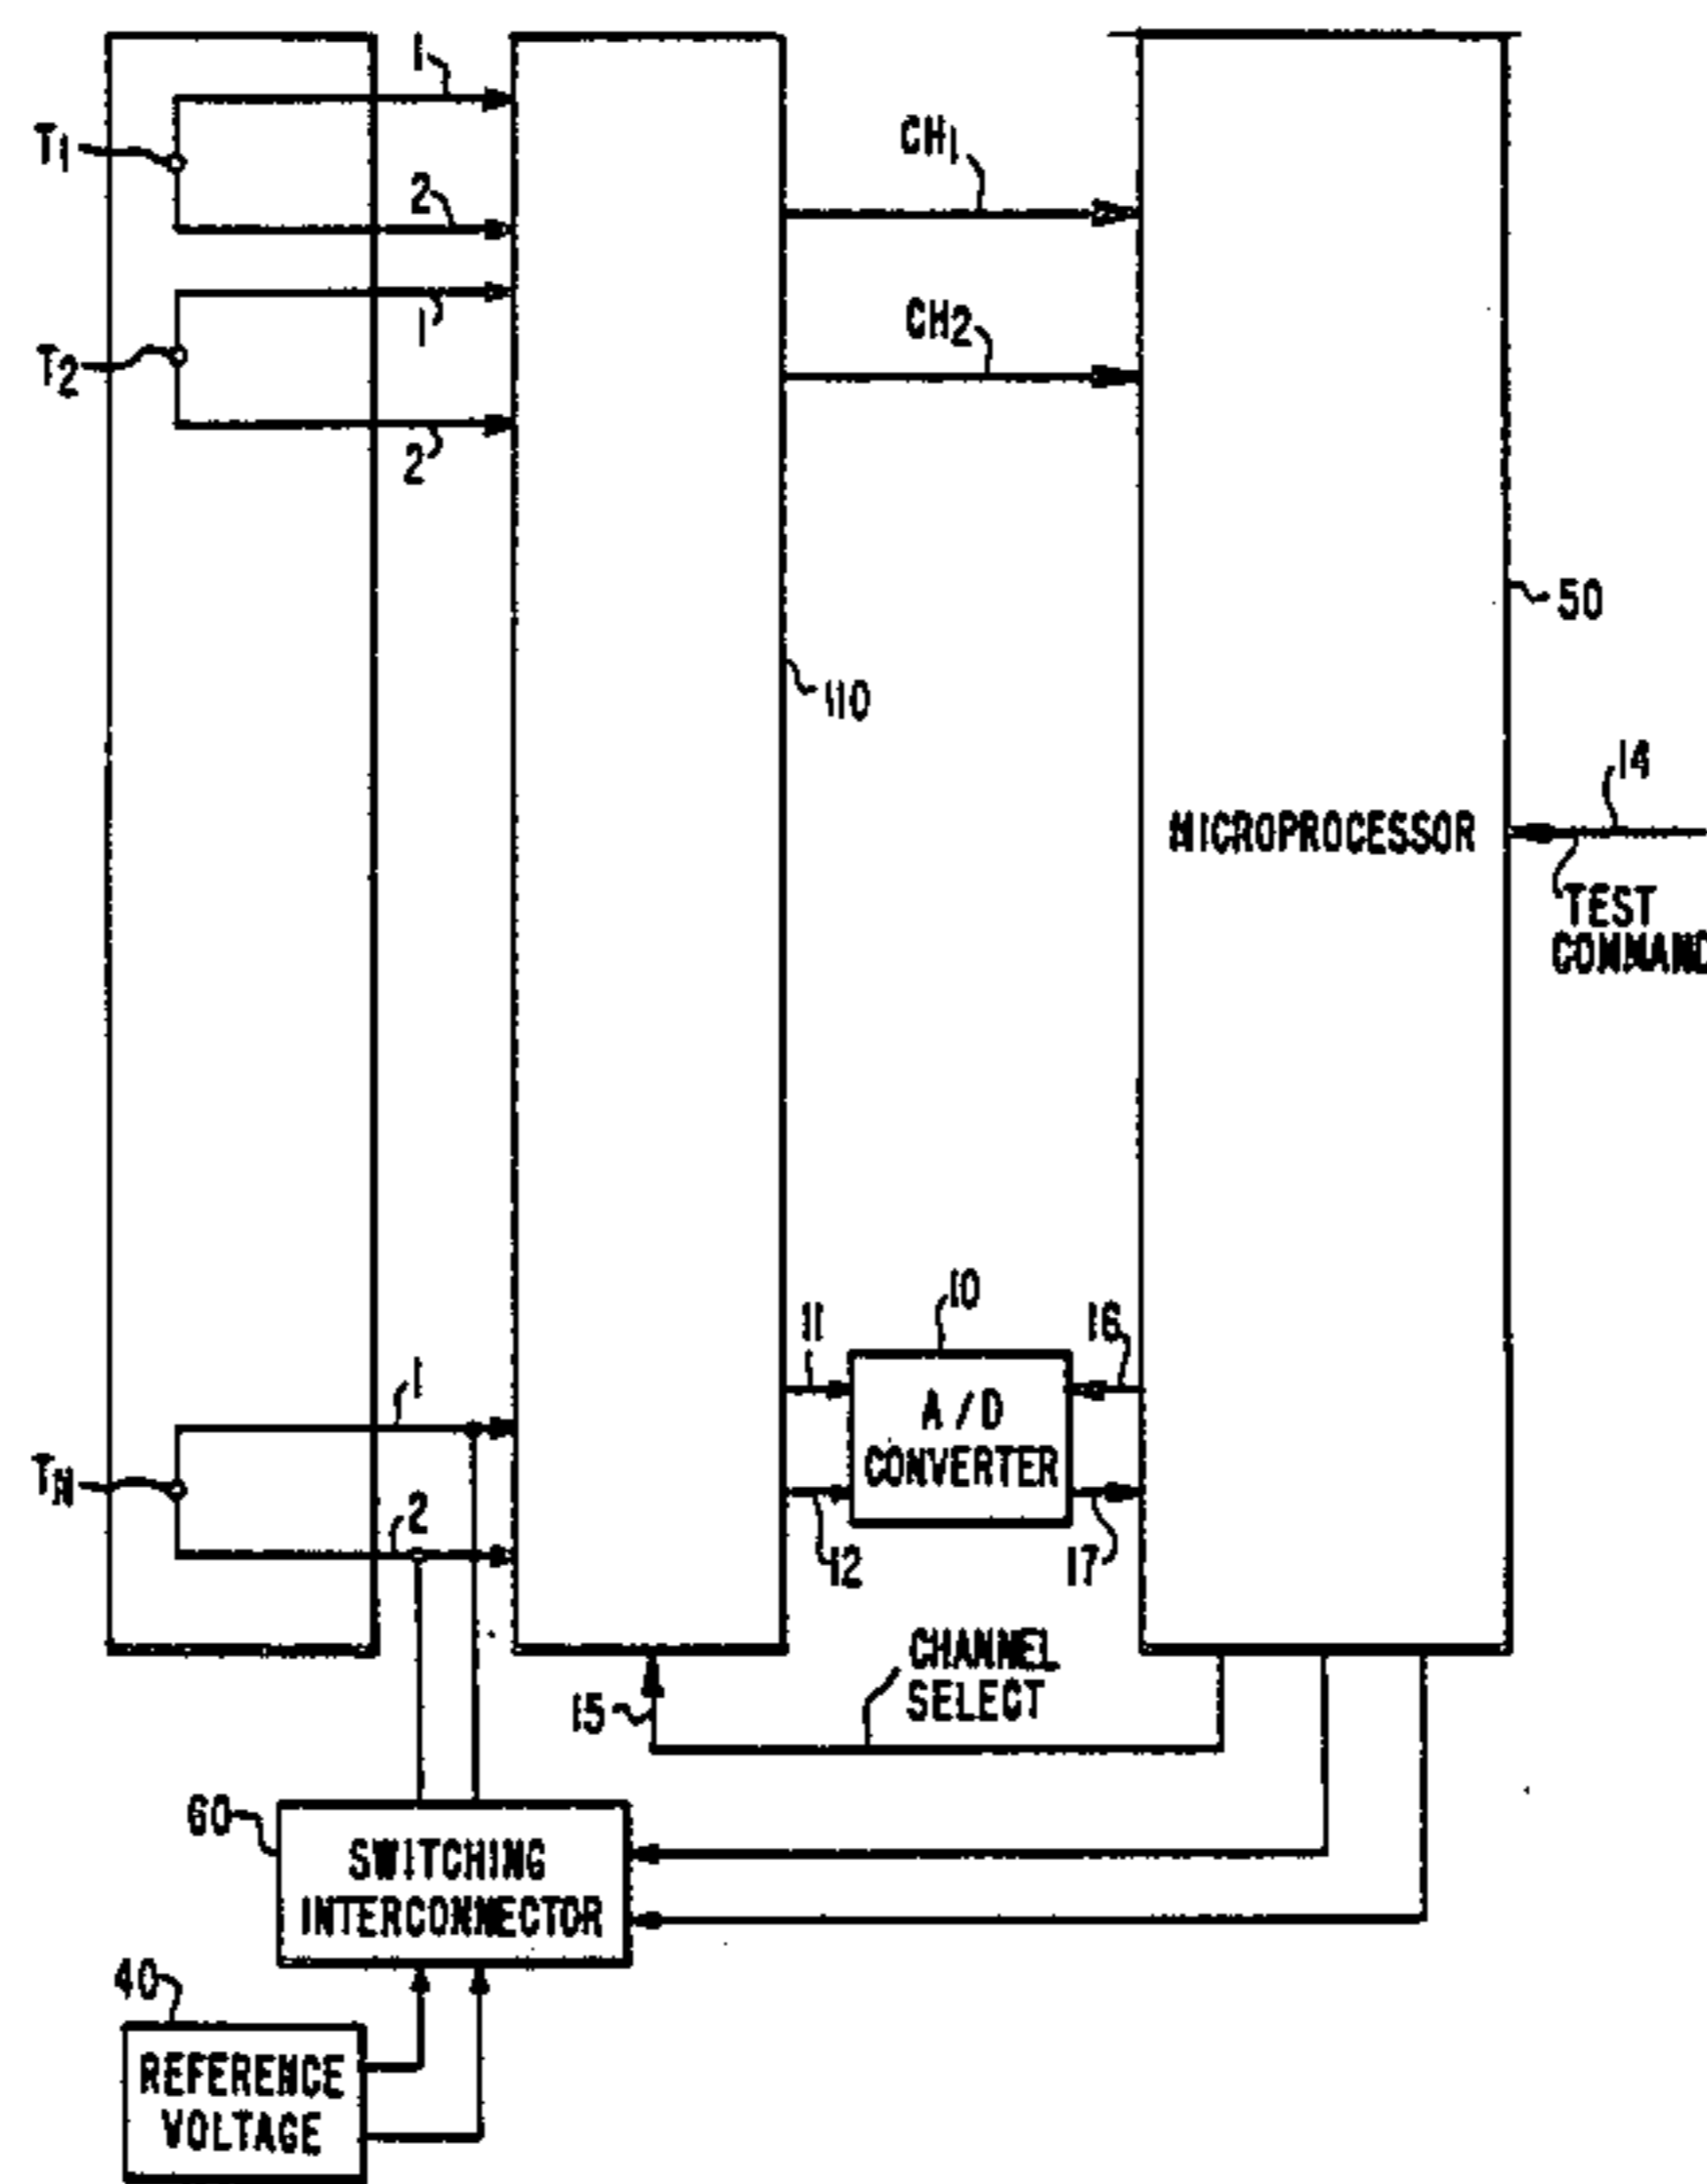 1
T1
CH1
2
1
CH2
T2
2
50
110
14
MICROPROCESSOR
TEST
COMMAND
10
11
16
1
A/D
CONVERTER
TN
2
12
17
CHANNEL
SELECT
15
60
SWITCHING
INTERCONNECTOR
40
REFERENCE
VOLTAGE